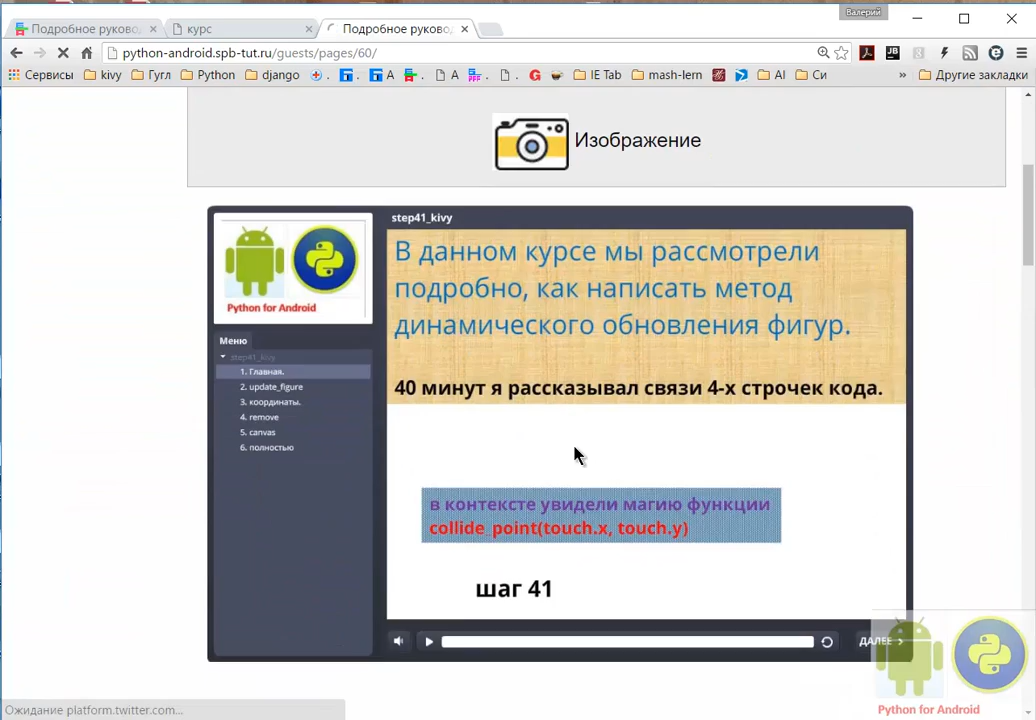 Валерий
Подробное руково
курс
Подробное руково
python-android.spb-tut.ru/guests/pages/60/
Сервисы kivy Гугл Python django A A IE Tab mash-lern AI Си » Другие закладки
Изображение
step41_kivy
Python for Android
Меню
step41_kivy
1. Главная.
2. update_figure
3. координаты.
4. remove
5. canvas
6. полностью
В данном курсе мы рассмотрели
подробно, как написать метод
динамического обновления фигур.
40 минут я рассказывал связи 4-х строчек кода.
в контексте увидели магию функции
collide_point(touch.x, touch.y)
шаг 41
ДАЛЕЕ
Python for Android
Ожидание platform.twitter.com...